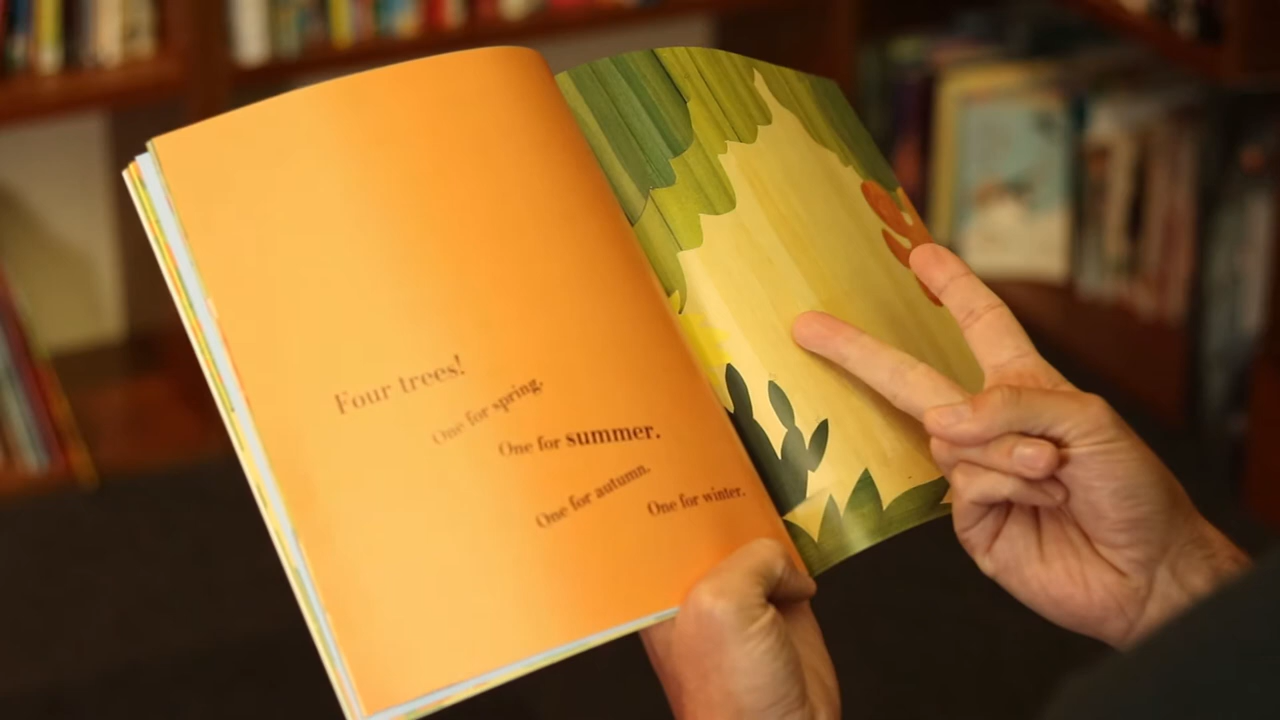 Four trees!
One for spring.
One for summer.
One for autumn.
One for winter.